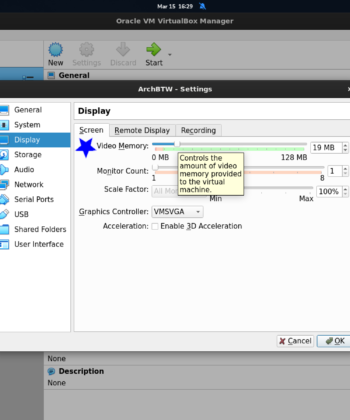 Mar 15 16:29
Oracle VM VirtualBox Manager
New Settings Discard Start
General
ArchBTW - Settings
General
System
Display
Storage
Audio
Network
Serial Ports
USB
Shared Folders
User Interface
Display
Screen Remote Display Recording
Video Memory: 19 MB
0 MB 128 MB
Controls the
amount of video
memory provided
to the virtual
machine.
Monitor Count: 1
1 8
Scale Factor: 100%
Min Max
Graphics Controller: VMSVGA
Acceleration: Enable 3D Acceleration
Cancel OK
None
Description
None